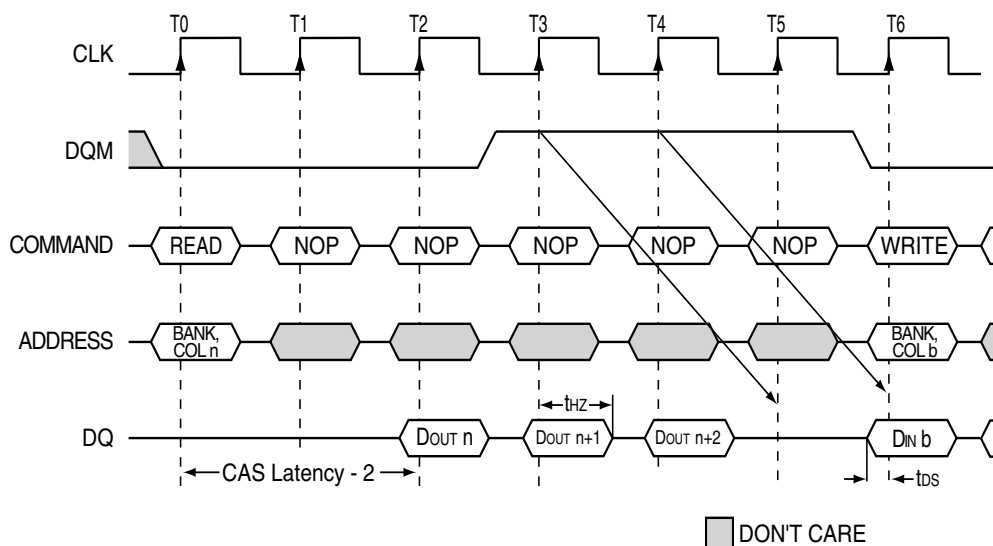 T0 T1 T2 T3 T4 T5 T6
CLK
DQM
COMMAND READ NOP NOP NOP NOP NOP WRITE
ADDRESS BANK, COL n BANK, COL b
tHZ
DQ DOUT n DOUT n+1 DOUT n+2 DIN b
CAS Latency - 2 tDS
DON'T CARE